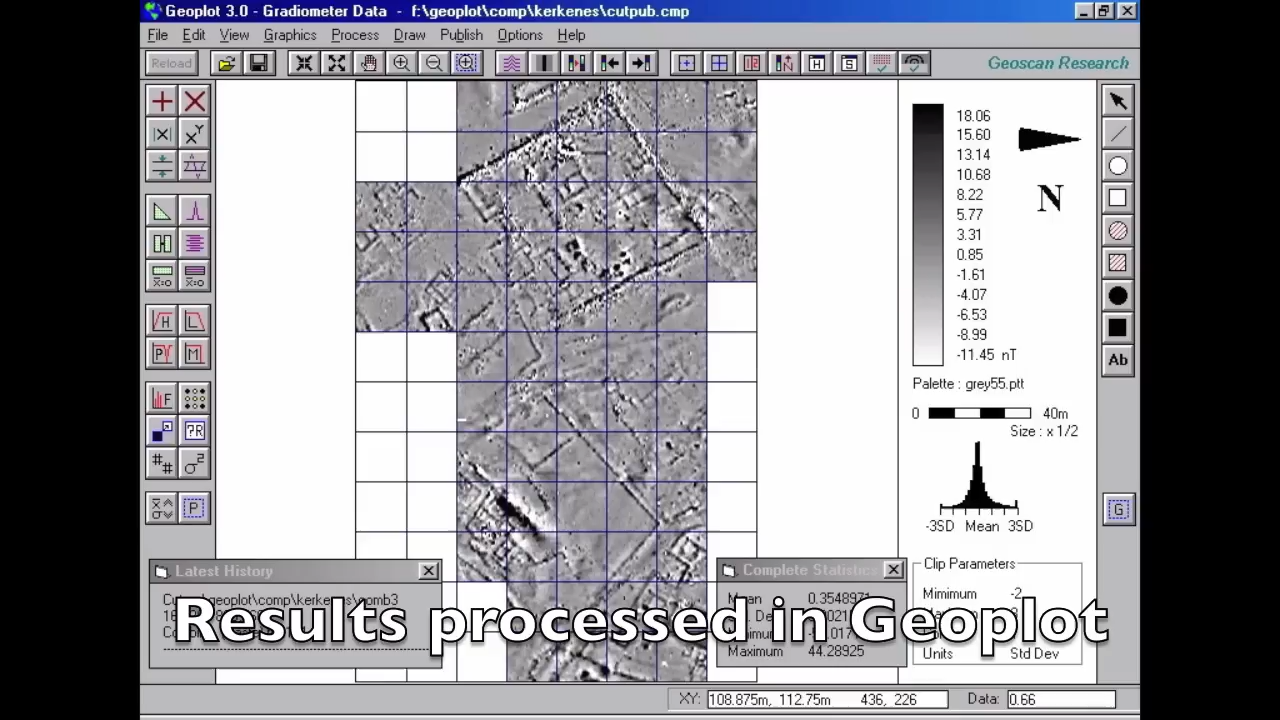 Geoplot 3.0 - Gradiometer Data - f:\geoplot\comp\kerkenes\cutpub.cmp
File Edit View Graphics Process Draw Publish Options Help
Reload
Geoscan Research
18.06
15.60
13.14
10.68
8.22
5.77
3.31
0.85
-1.61
-4.07
-6.53
-8.99
-11.45 nT
N
Palette : grey55.ptt
0 40m
Size : x 1/2
-3SD Mean 3SD
Ab
G
Latest History
Complete Statistics
Mean 0.3548971
Maximum 44.28925
Clip Parameters
Minimum -2
Units Std Dev
Results processed in Geoplot
XY: 108.875m, 112.75m 436, 226 Data: 0.66